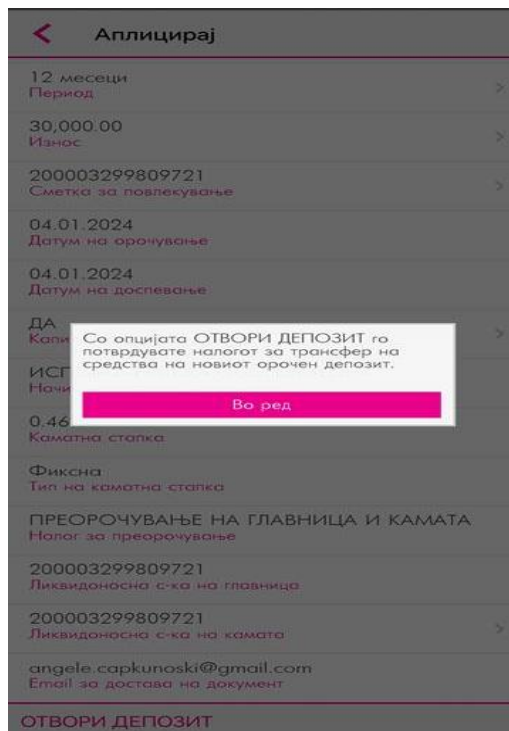 Аплицирај
12 месеци
Период
30,000.00
Износ
200003299809721
Сметка за повлекување
04.01.2024
Датум на орочување
04.01.2024
Датум на доспевање
ДА
Со опцијата ОТВОРИ ДЕПОЗИТ го
потврдувате налогот за трансфер на
средства на новиот орочен депозит.
Во ред
0.46
Каматна стапка
Фиксна
Тип на каматна стапка
ПРЕОРОЧУВАЊЕ НА ГЛАВНИЦА И КАМАТА
Налог за преорочување
200003299809721
Ликвидоносна с-ка на главница
200003299809721
Ликвидоносна с-ка на камата
angele.capkunoski@gmail.com
Email за достава на документ
ОТВОРИ ДЕПОЗИТ